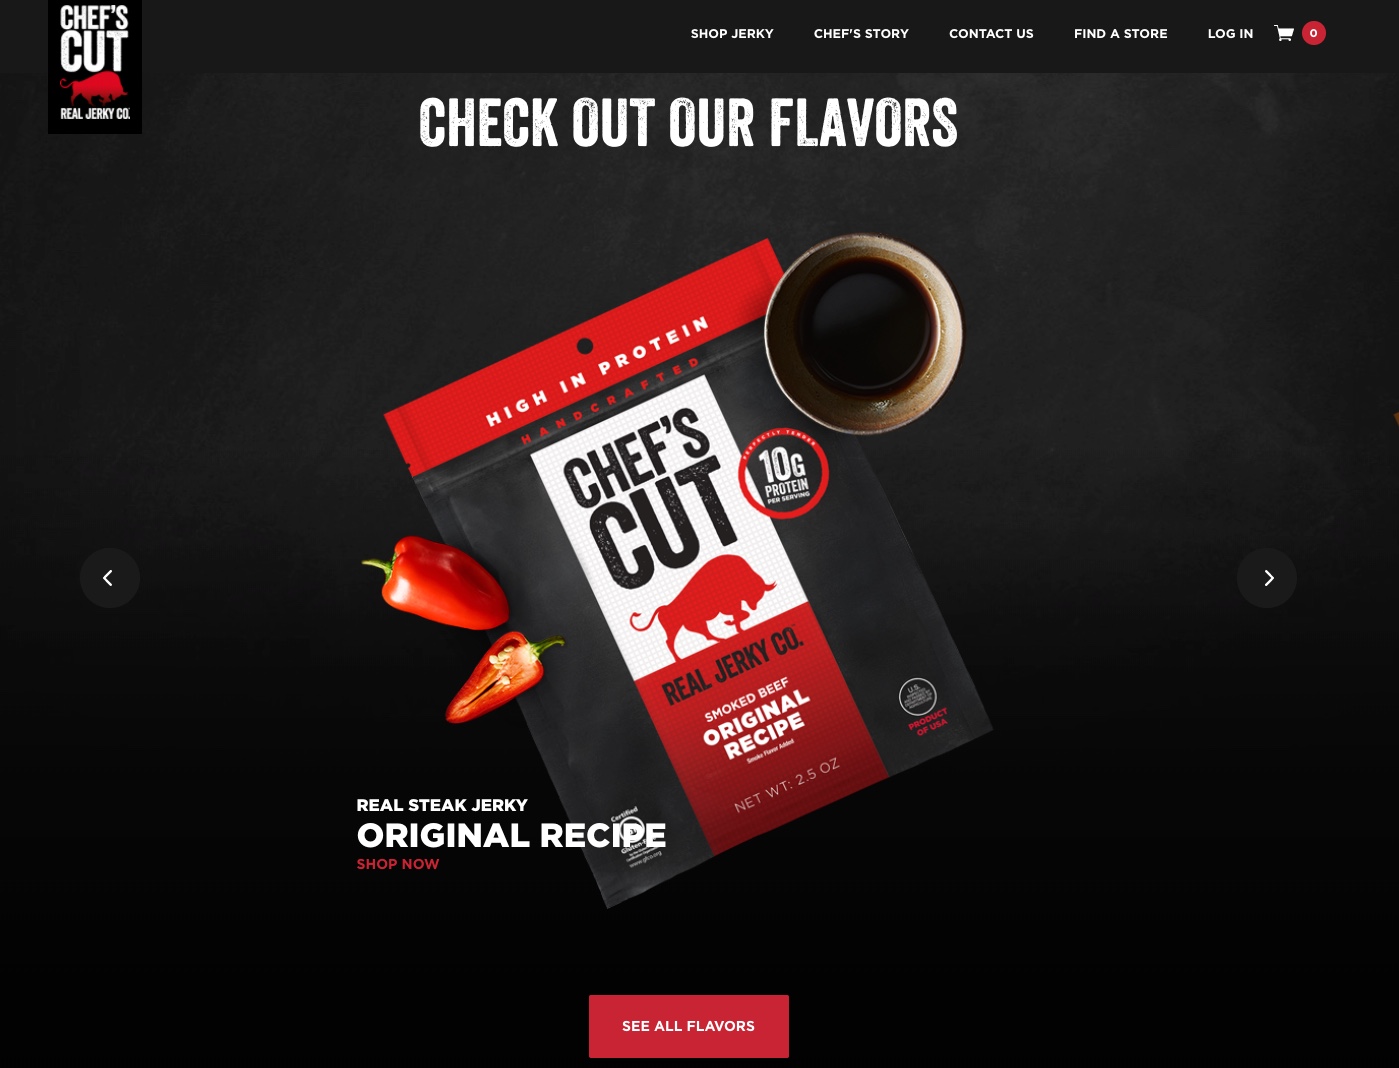 CHEF'S
CUT
REAL JERKY CO.
SHOP JERKY
CHEF'S STORY
CONTACT US
FIND A STORE
LOG IN
0
CHECK OUT OUR FLAVORS
HIGH IN PROTEIN
HANDCRAFTED
CHEF'S
CUT
PERFECTLY TENDER
10G
PROTEIN
PER SERVING
REAL JERKY CO.
SMOKED BEEF
ORIGINAL
RECIPE
Smoke Flavor Added
NET WT: 2.5 OZ
U.S.
PRODUCT
OF USA
Certified
www.gfco.org
REAL STEAK JERKY
ORIGINAL RECIPE
SHOP NOW
SEE ALL FLAVORS